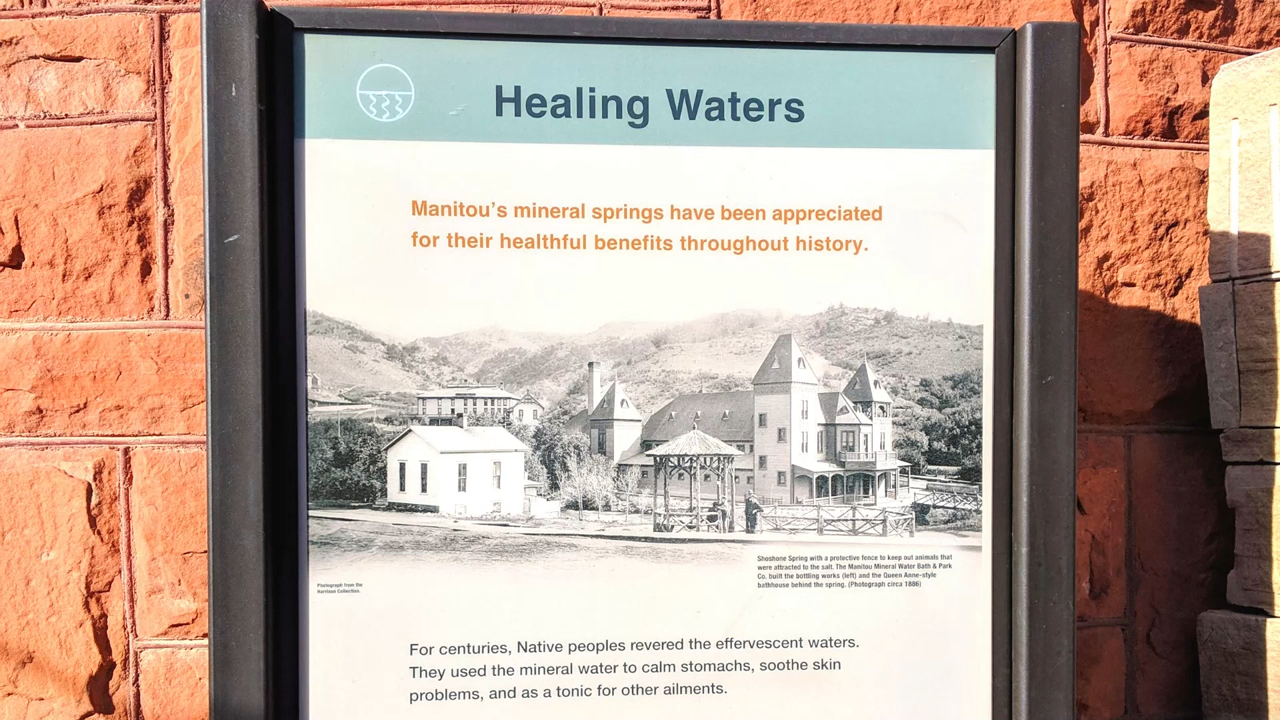 Healing Waters
Manitou’s mineral springs have been appreciated
for their healthful benefits throughout history.
Shoshone Spring with a protective fence to keep out animals that
were attracted to the salt. The Manitou Mineral Water Bath & Park
Co. built the bottling works (left) and the Queen Anne-style
bathhouse behind the spring. (Photograph circa 1886)
Photograph from the
Harrison Collection
For centuries, Native peoples revered the effervescent waters.
They used the mineral water to calm stomachs, soothe skin
problems, and as a tonic for other ailments.